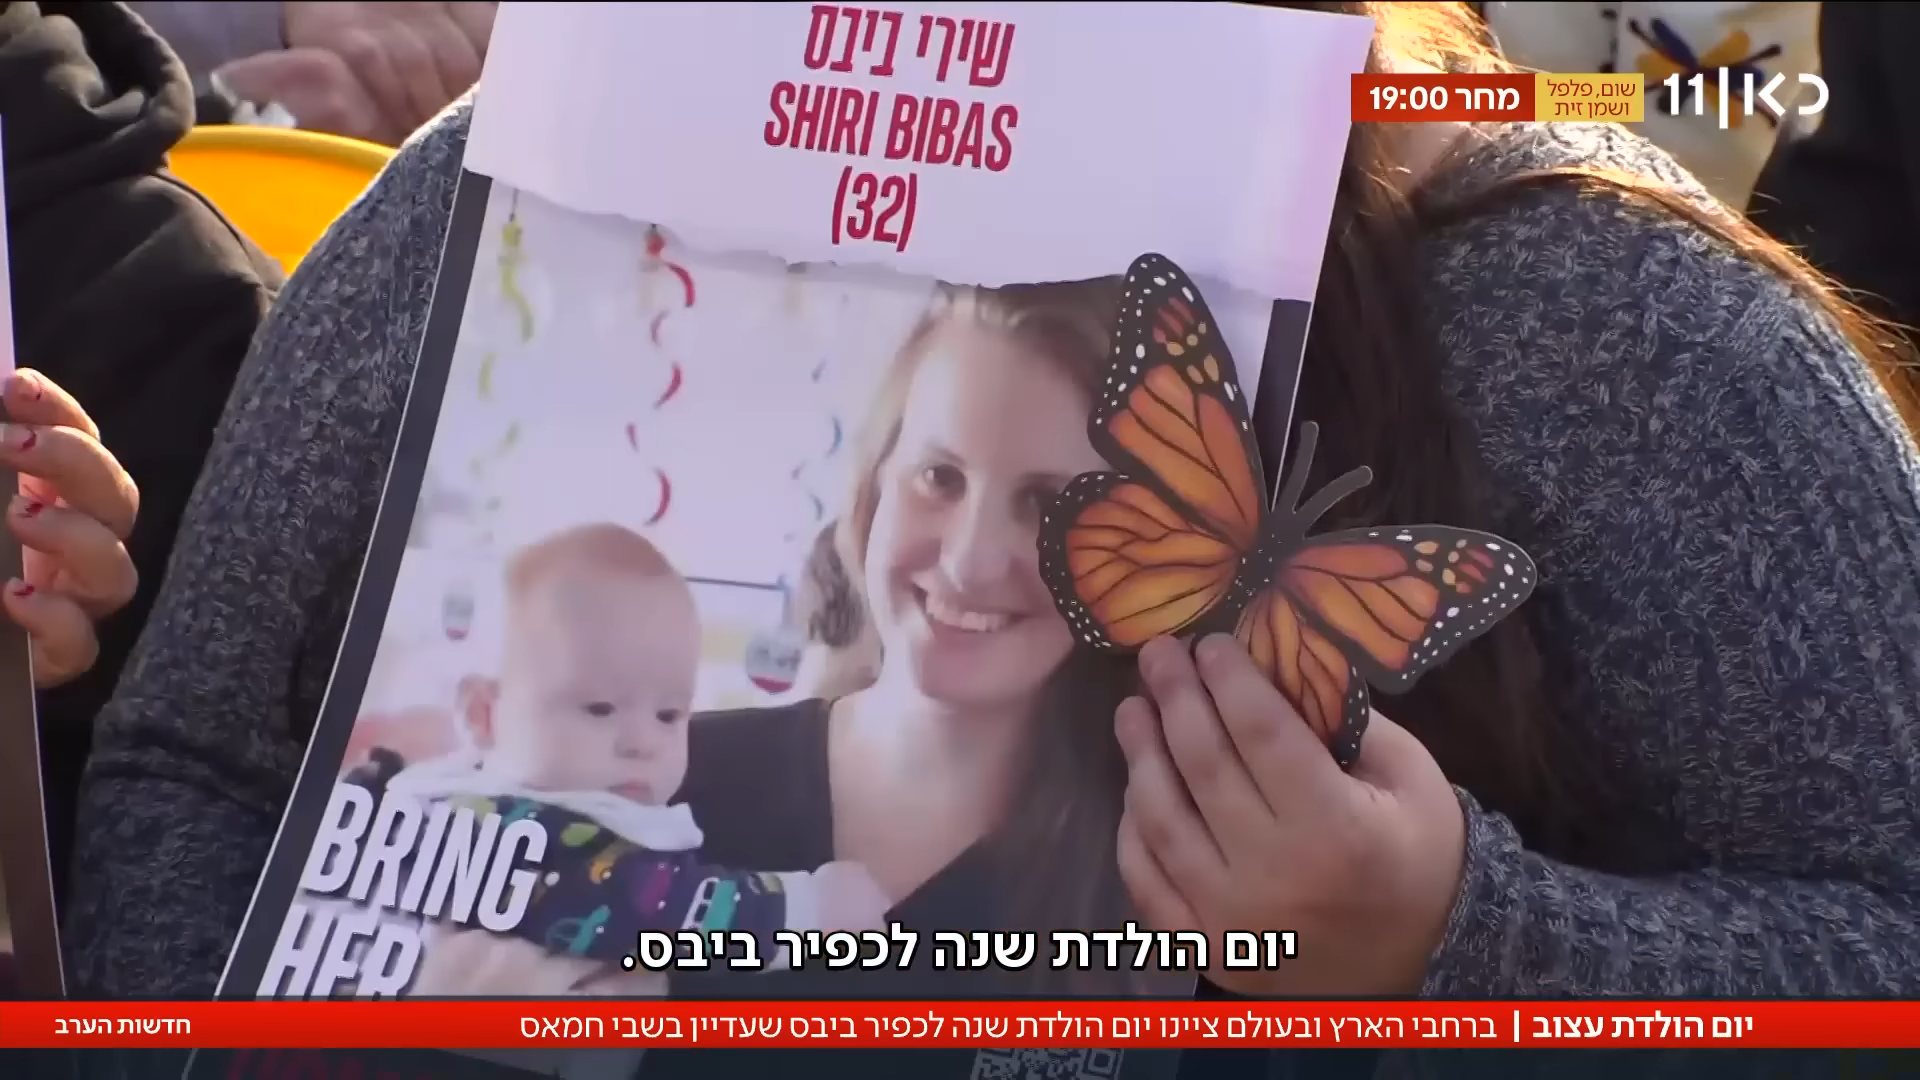 שירי ביבס
SHIRI BIBAS
(32)
מחר 19:00
שום, פלפל
ושמן זית
כאן 11
BRING
HER
יום הולדת שנה לכפיר ביבס.
יום הולדת עצוב | ברחבי הארץ ובעולם ציינו יום הולדת שנה לכפיר ביבס שעדיין בשבי חמאס
חדשות הערב